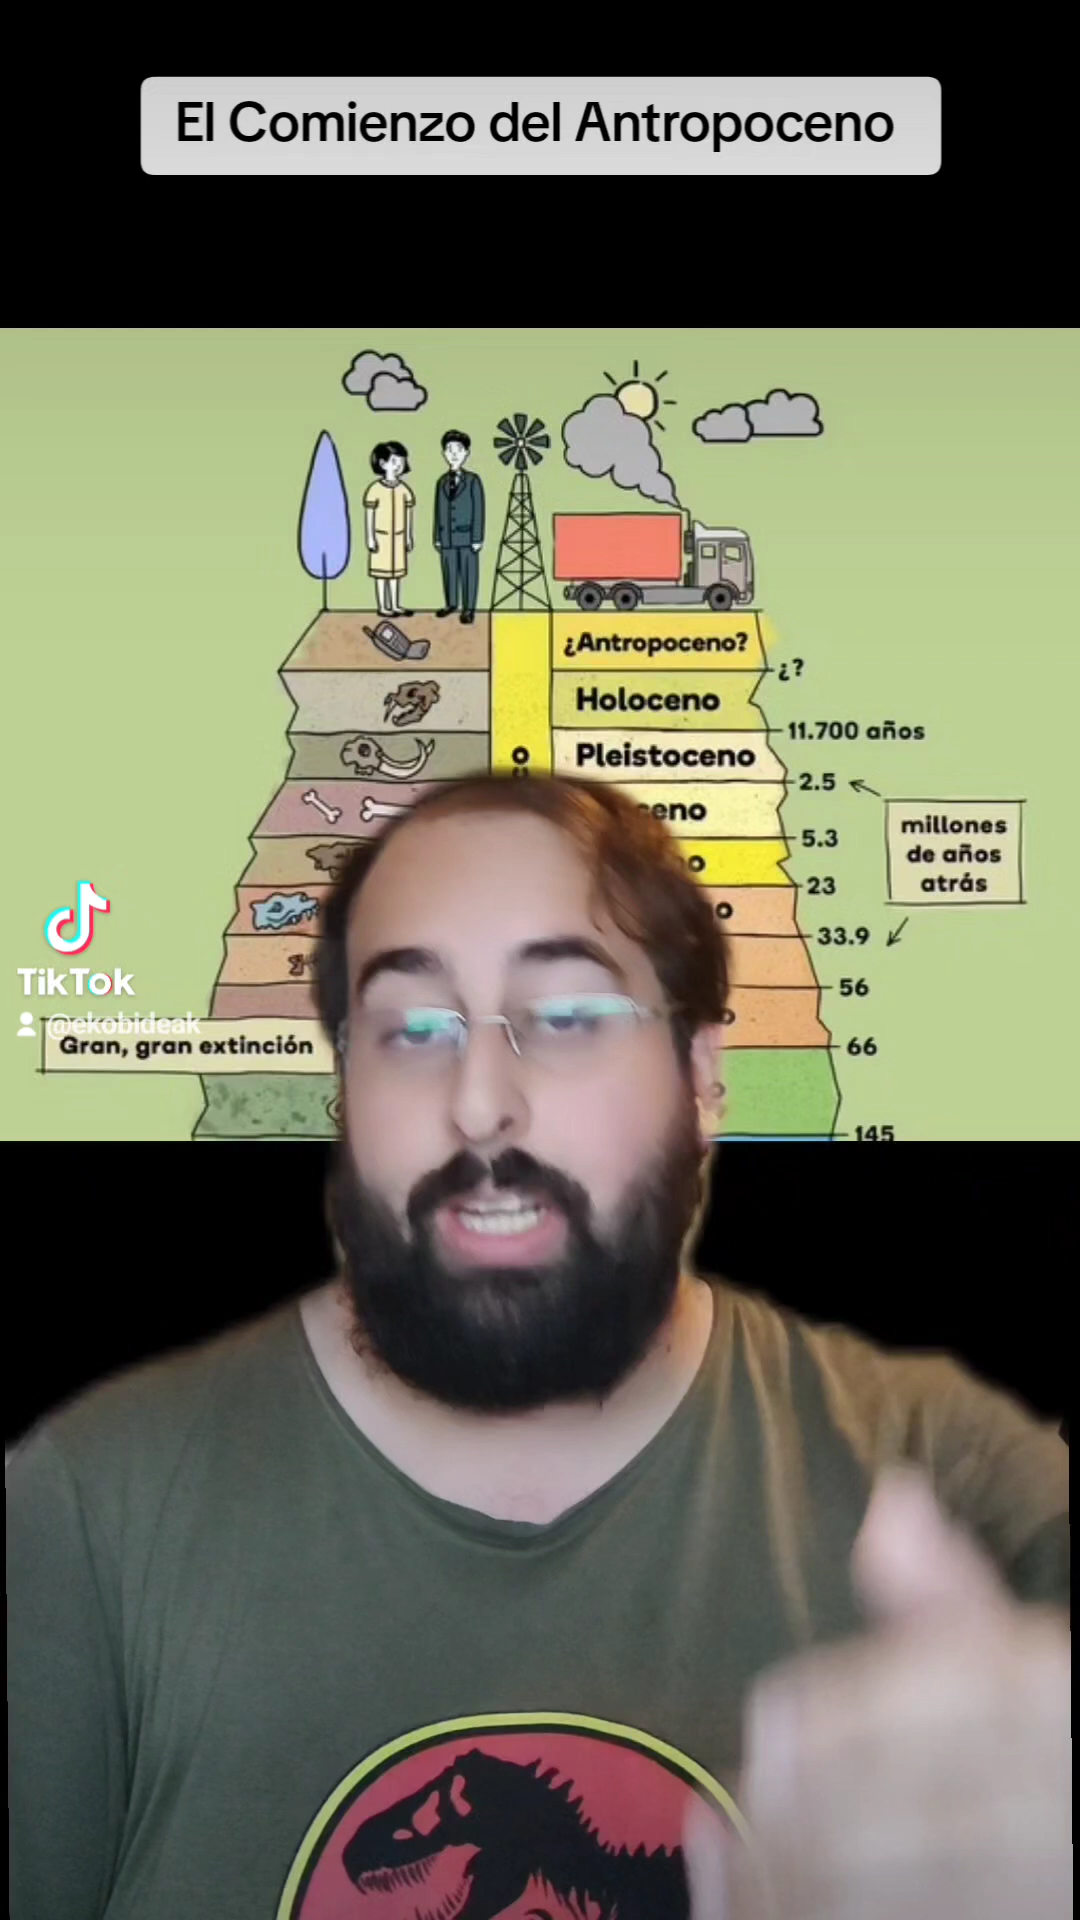 El Comienzo del Antropoceno
¿Antropoceno?
¿?
Holoceno
11.700 años
Pleistoceno
2.5
millones
de años
atrás
5.3
23
33.9
56
66
145
TikTok
@ekobideak
Gran, gran extinción